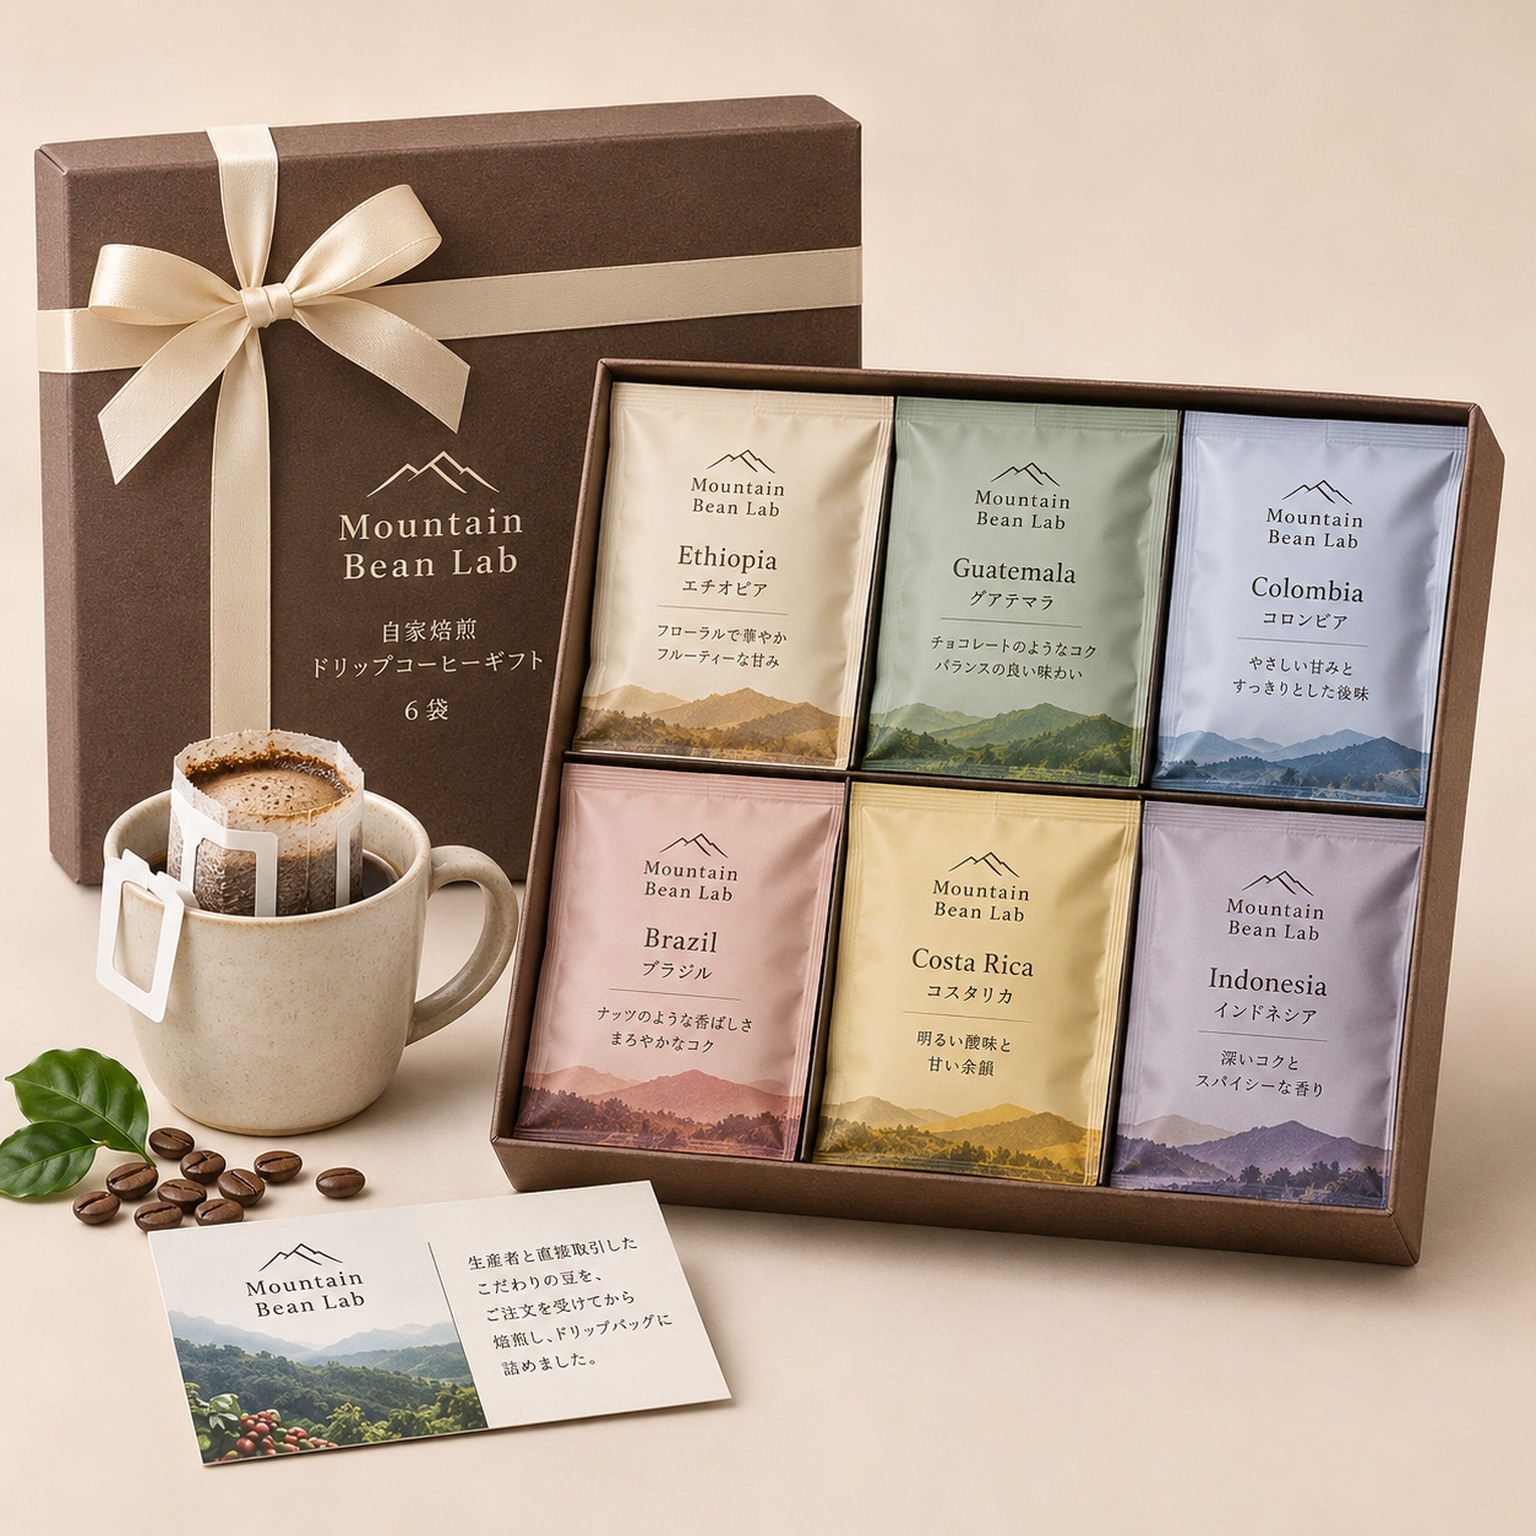 Mountain
Bean Lab
自家焙煎
ドリップコーヒーギフト
6袋
Mountain
Bean Lab
Ethiopia
エチオピア
フローラルで華やか
フルーティーな甘み
Mountain
Bean Lab
Guatemala
グアテマラ
チョコレートのようなコク
バランスの良い味わい
Mountain
Bean Lab
Colombia
コロンビア
やさしい甘みと
すっきりとした後味
Mountain
Bean Lab
Brazil
ブラジル
ナッツのような香ばしさ
まろやかなコク
Mountain
Bean Lab
Costa Rica
コスタリカ
明るい酸味と
甘い余韻
Mountain
Bean Lab
Indonesia
インドネシア
深いコクと
スパイシーな香り
Mountain
Bean Lab
生産者と直接取引した
こだわりの豆を、
ご注文を受けてから
焙煎し、ドリップバッグに
詰めました。